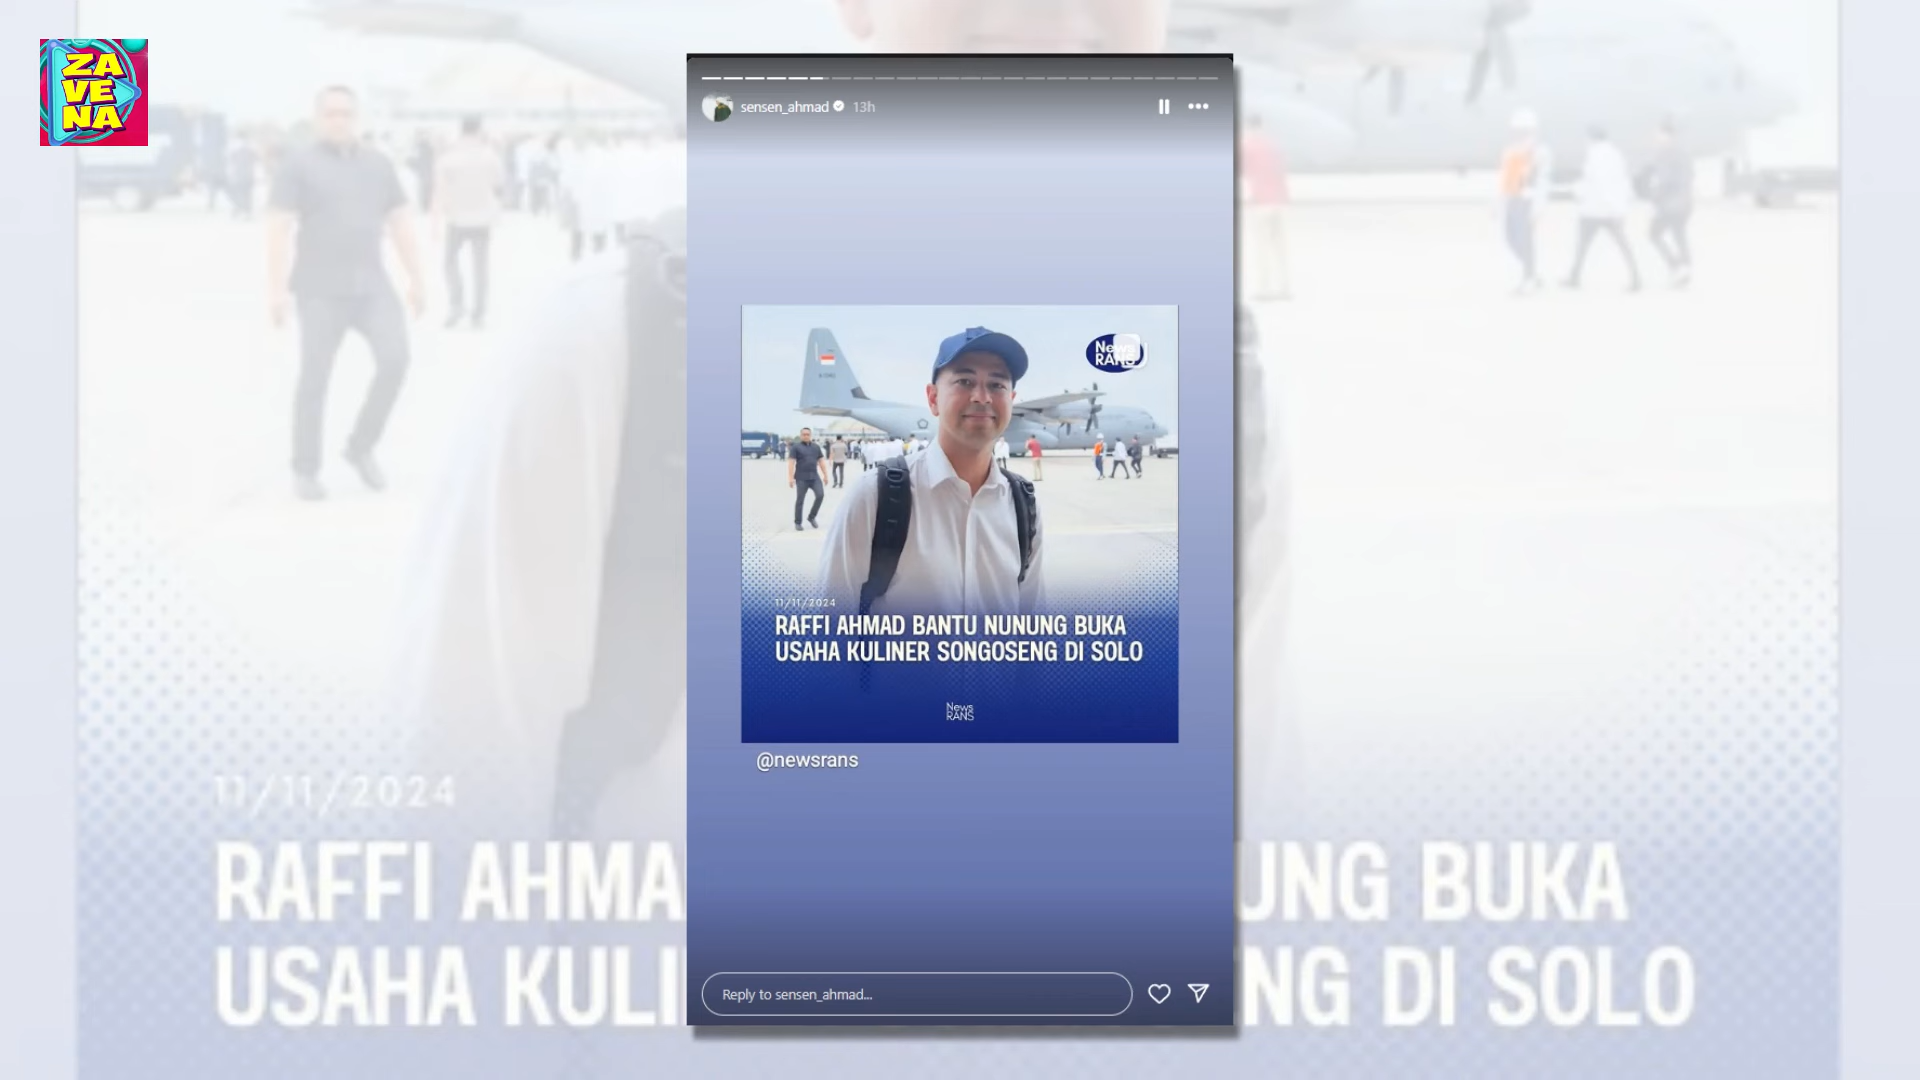 ZA
VE
NA
sensen_ahmad 13h
News
RANS
11/11/2024
RAFFI AHMAD BANTU NUNUNG BUKA
USAHA KULINER SONGOSENG DI SOLO
News
RANS
@newsrans
Reply to sensen_ahmad...
11/11/2024
RAFFI AHMA UNG BUKA
USAHA KULI NG DI SOLO